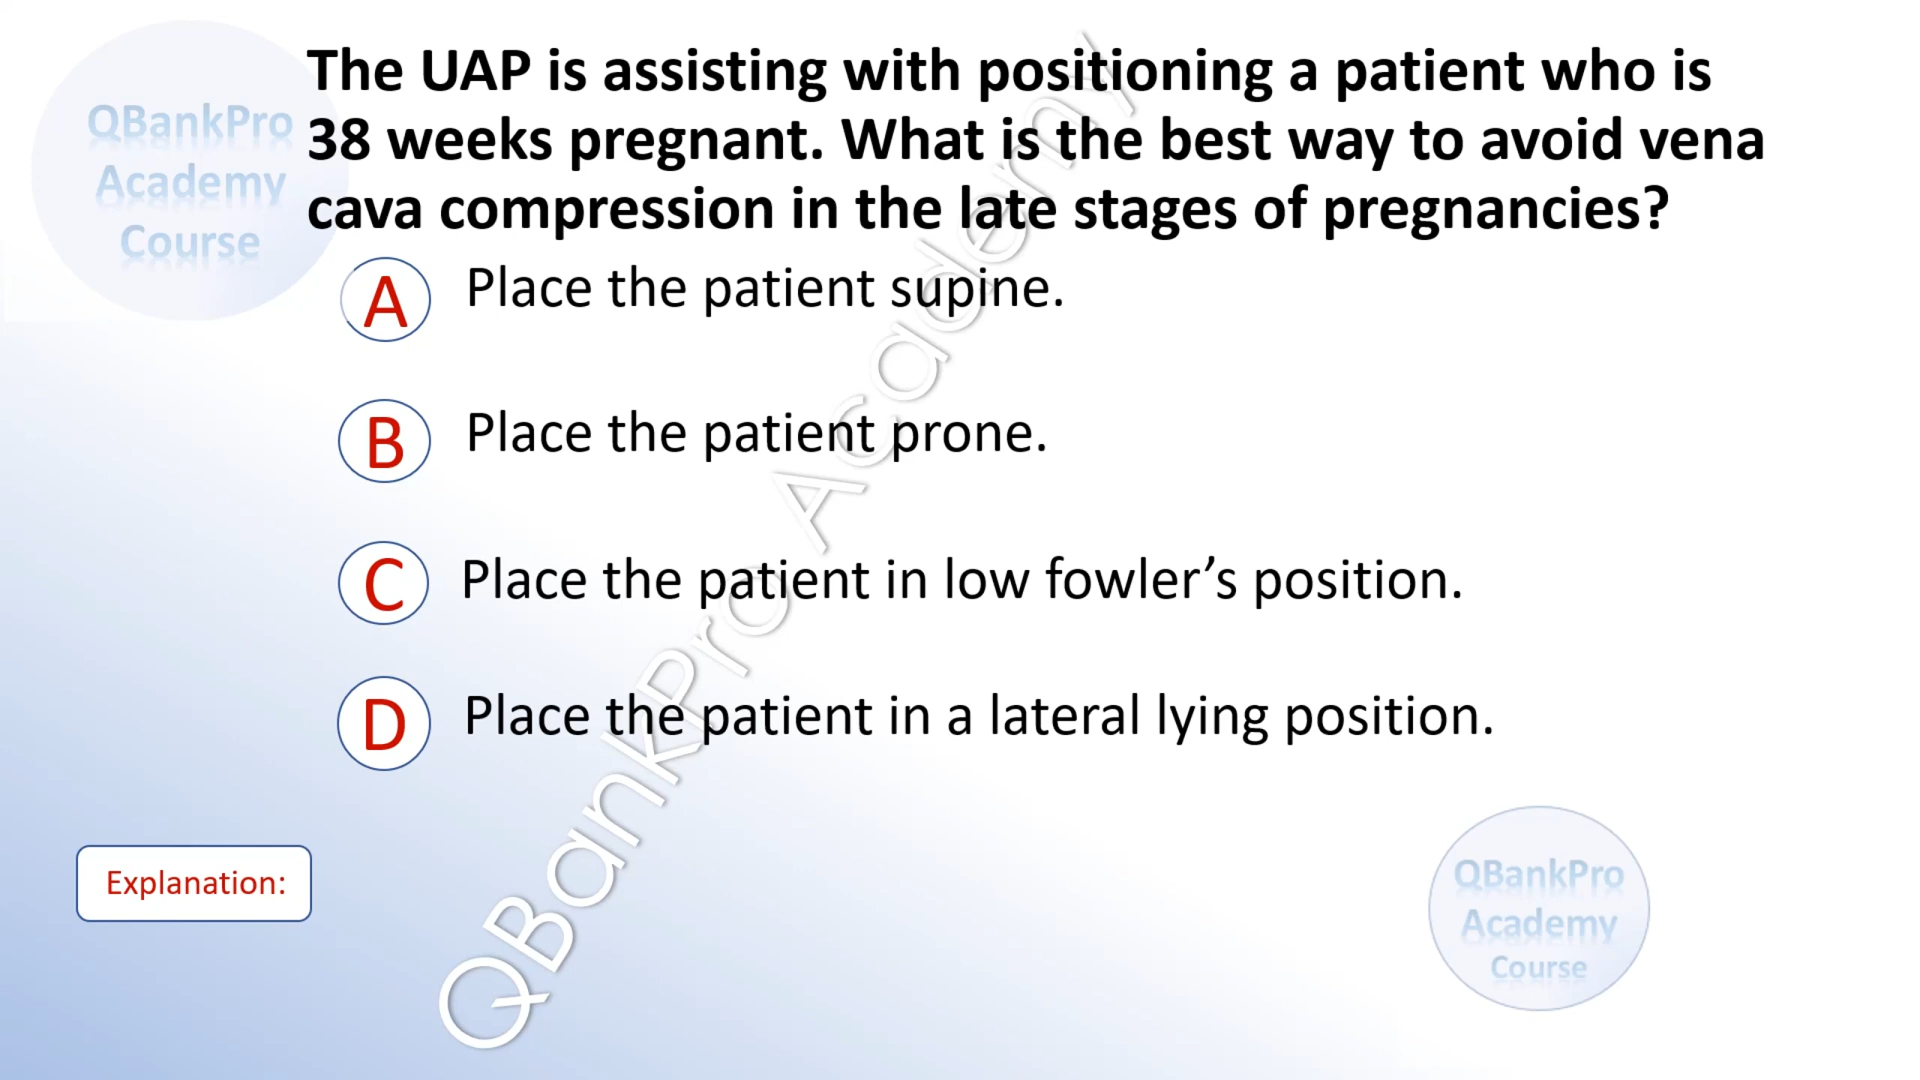 QBankPro
Academy
Course
The UAP is assisting with positioning a patient who is
38 weeks pregnant. What is the best way to avoid vena
cava compression in the late stages of pregnancies?
A Place the patient supine.
B Place the patient prone.
C Place the patient in low fowler’s position.
D Place the patient in a lateral lying position.
QBankPro Academy
Explanation:
QBankPro
Academy
Course